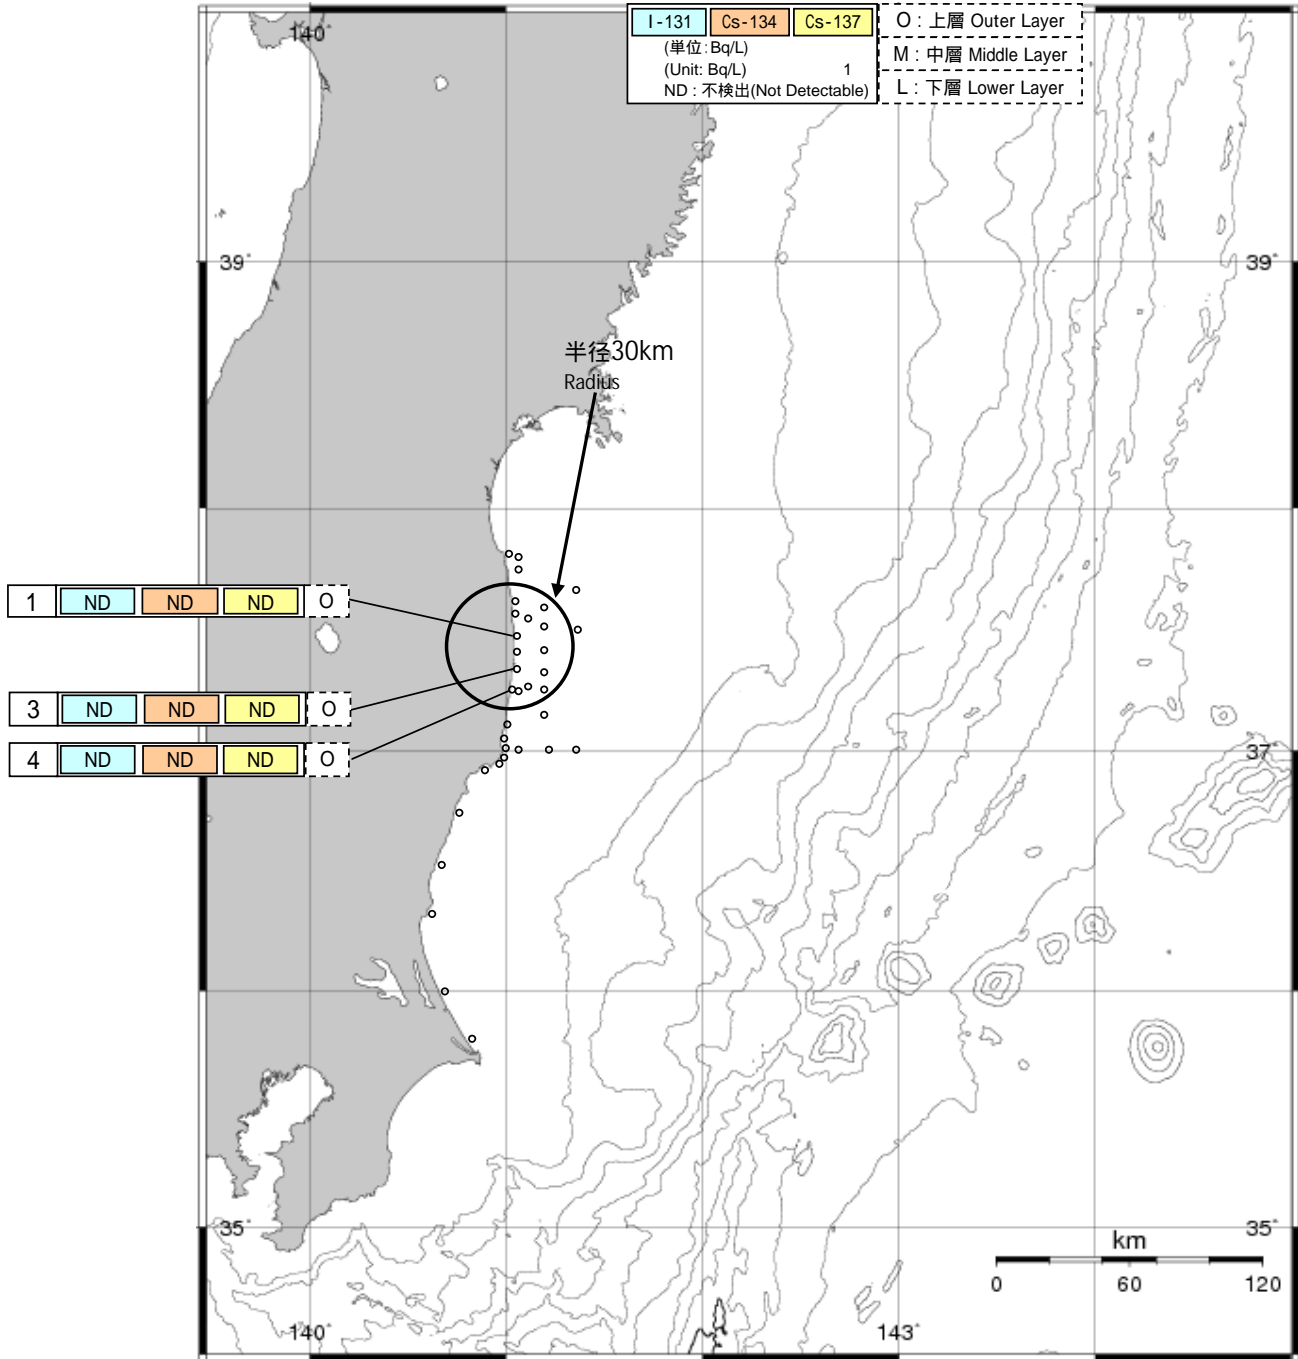 140°
I-131 Cs-134 Cs-137
(単位:Bq/L)
(Unit: Bq/L) 1
ND : 不検出(Not Detectable)
O : 上層 Outer Layer
M : 中層 Middle Layer
L : 下層 Lower Layer
39° 39°
半径30km
Radius
1 ND ND ND O
3 ND ND ND O
4 ND ND ND O
37°
35° 35°
km
0 60 120
140° 143°